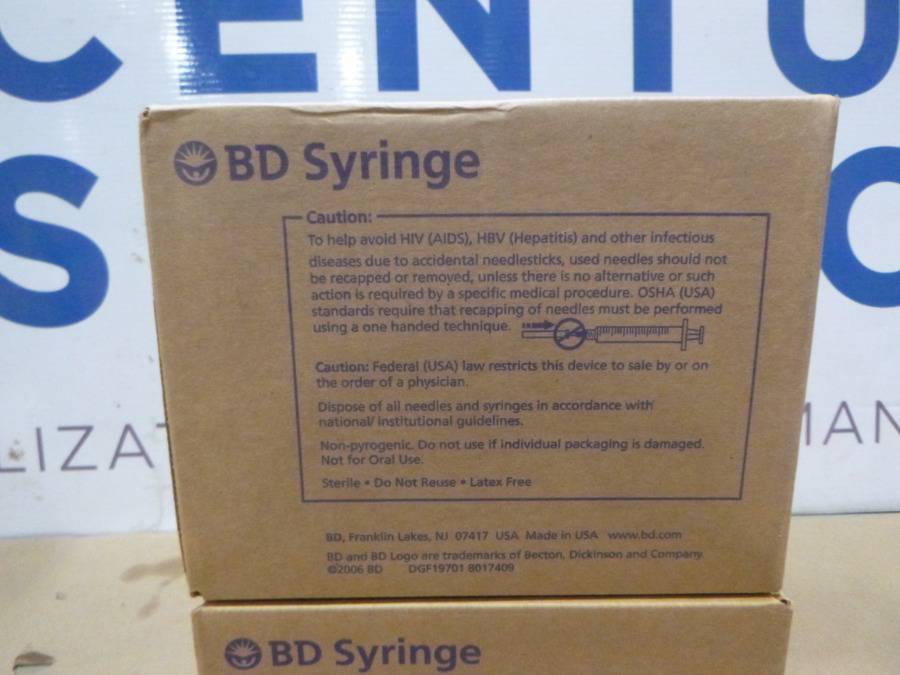 CENTU
S
O
LIZAT
MAN
BD Syringe
Caution:
To help avoid HIV (AIDS), HBV (Hepatitis) and other infectious
diseases due to accidental needlesticks, used needles should not
be recapped or removed, unless there is no alternative or such
action is required by a specific medical procedure. OSHA (USA)
standards require that recapping of needles must be performed
using a one handed technique.
Caution: Federal (USA) law restricts this device to sale by or on
the order of a physician.
Dispose of all needles and syringes in accordance with
national/ institutional guidelines.
Non-pyrogenic. Do not use if individual packaging is damaged.
Not for Oral Use.
Sterile • Do Not Reuse • Latex Free
BD, Franklin Lakes, NJ 07417 USA Made in USA www.bd.com
BD and BD Logo are trademarks of Becton, Dickinson and Company.
©2006 BD DGF19701 8017409
BD Syringe